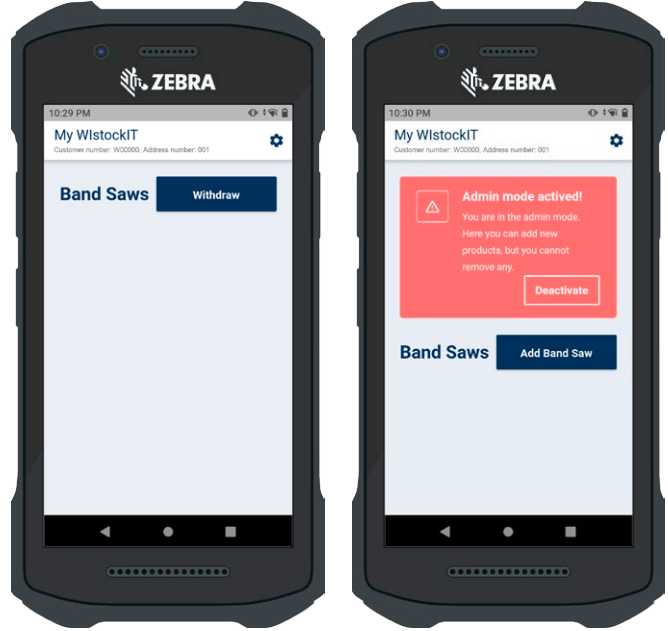 ZEBRA
10:29 PM
My WIstockIT
Customer number: W00000, Address number: 001
Band Saws
Withdraw
ZEBRA
10:30 PM
My WIstockIT
Customer number: W00000, Address number: 001
Admin mode actived!
You are in the admin mode.
Here you can add new
products, but you cannot
remove any.
Deactivate
Band Saws
Add Band Saw